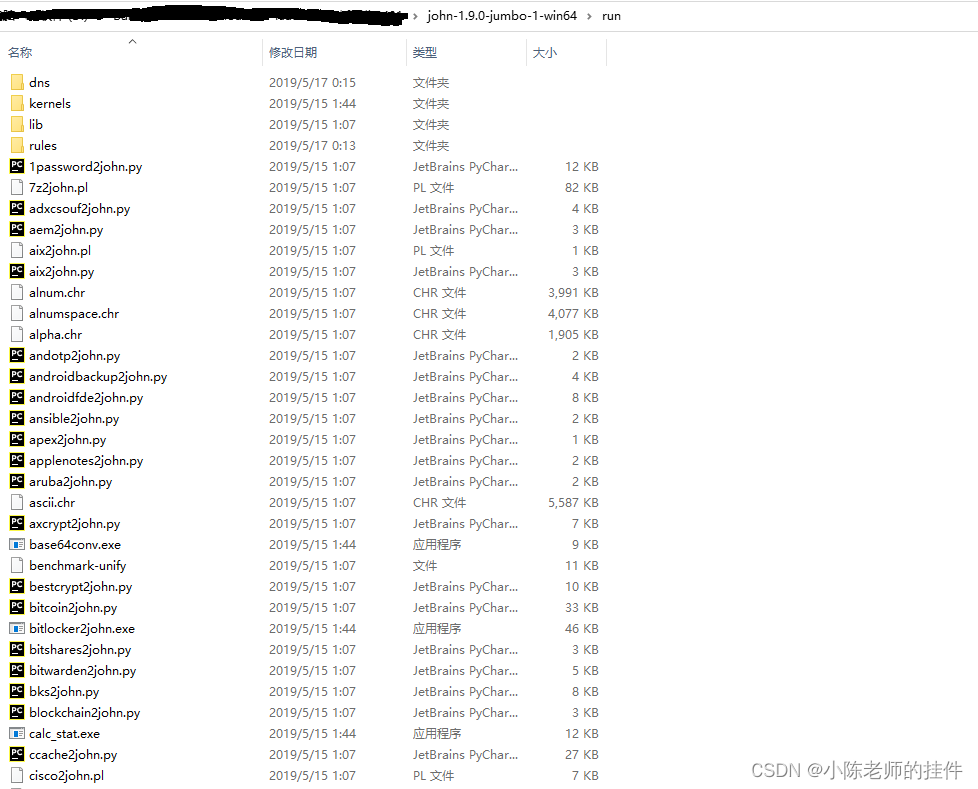 john-1.9.0-jumbo-1-win64 › run
名称 修改日期 类型 大小
dns 2019/5/17 0:15 文件夹
kernels 2019/5/15 1:44 文件夹
lib 2019/5/15 1:07 文件夹
rules 2019/5/17 0:13 文件夹
1password2john.py 2019/5/15 1:07 JetBrains PyChar... 12 KB
7z2john.pl 2019/5/15 1:07 PL 文件 82 KB
adxcsouf2john.py 2019/5/15 1:07 JetBrains PyChar... 4 KB
aem2john.py 2019/5/15 1:07 JetBrains PyChar... 3 KB
aix2john.pl 2019/5/15 1:07 PL 文件 1 KB
aix2john.py 2019/5/15 1:07 JetBrains PyChar... 3 KB
alnum.chr 2019/5/15 1:07 CHR 文件 3,991 KB
alnumspace.chr 2019/5/15 1:07 CHR 文件 4,077 KB
alpha.chr 2019/5/15 1:07 CHR 文件 1,905 KB
andotp2john.py 2019/5/15 1:07 JetBrains PyChar... 2 KB
androidbackup2john.py 2019/5/15 1:07 JetBrains PyChar... 4 KB
androidfde2john.py 2019/5/15 1:07 JetBrains PyChar... 8 KB
ansible2john.py 2019/5/15 1:07 JetBrains PyChar... 2 KB
apex2john.py 2019/5/15 1:07 JetBrains PyChar... 1 KB
applenotes2john.py 2019/5/15 1:07 JetBrains PyChar... 2 KB
aruba2john.py 2019/5/15 1:07 JetBrains PyChar... 2 KB
ascii.chr 2019/5/15 1:07 CHR 文件 5,587 KB
axcrypt2john.py 2019/5/15 1:07 JetBrains PyChar... 7 KB
base64conv.exe 2019/5/15 1:44 应用程序 9 KB
benchmark-unify 2019/5/15 1:07 文件 11 KB
bestcrypt2john.py 2019/5/15 1:07 JetBrains PyChar... 10 KB
bitcoin2john.py 2019/5/15 1:07 JetBrains PyChar... 33 KB
bitlocker2john.exe 2019/5/15 1:44 应用程序 46 KB
bitshares2john.py 2019/5/15 1:07 JetBrains PyChar... 3 KB
bitwarden2john.py 2019/5/15 1:07 JetBrains PyChar... 5 KB
bks2john.py 2019/5/15 1:07 JetBrains PyChar... 8 KB
blockchain2john.py 2019/5/15 1:07 JetBrains PyChar... 3 KB
calc_stat.exe 2019/5/15 1:44 应用程序 12 KB
ccache2john.py 2019/5/15 1:07 JetBrains PyChar... 27 KB
cisco2john.pl 2019/5/15 1:07 PL 文件 7 KB
CSDN @小陈老师的挂件